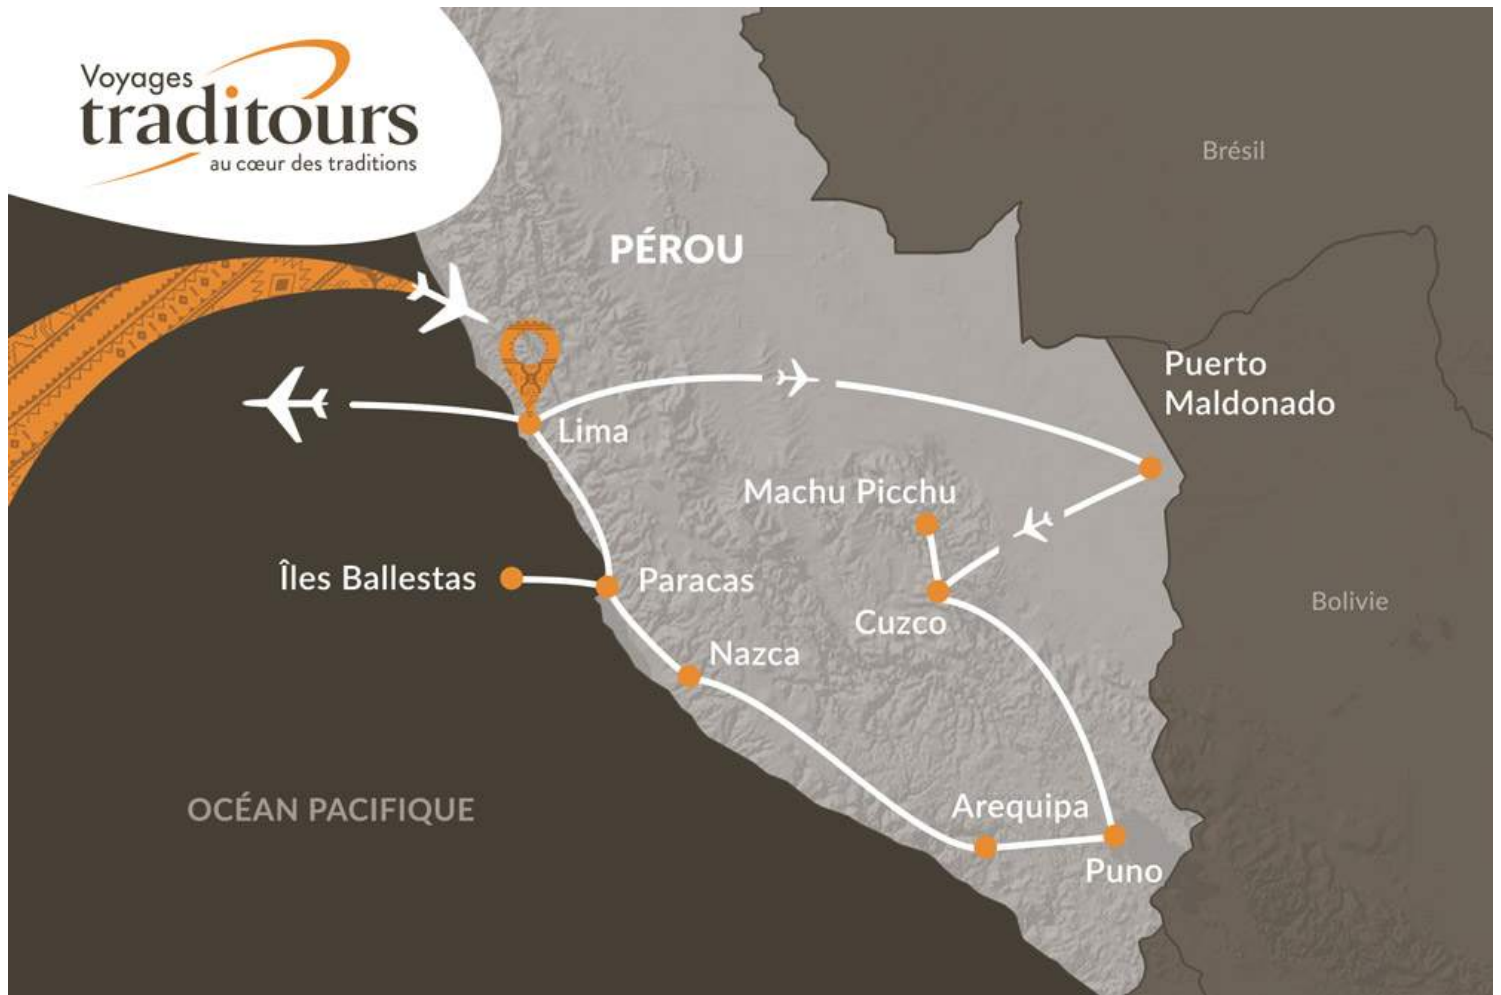 Voyages
traditours
au cœur des traditions
Brésil
PÉROU
Puerto
Maldonado
Lima
Machu Picchu
Îles Ballestas
Paracas
Cuzco
Bolivie
Nazca
OCÉAN PACIFIQUE
Arequipa
Puno